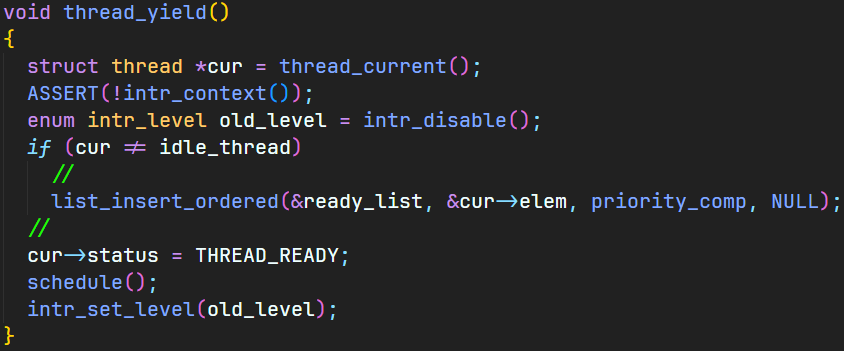 void thread_yield()
{
  struct thread *cur = thread_current();
  ASSERT(!intr_context());
  enum intr_level old_level = intr_disable();
  if (cur != idle_thread)
    //
    list_insert_ordered(&ready_list, &cur->elem, priority_comp, NULL);
  //
  cur->status = THREAD_READY;
  schedule();
  intr_set_level(old_level);
}